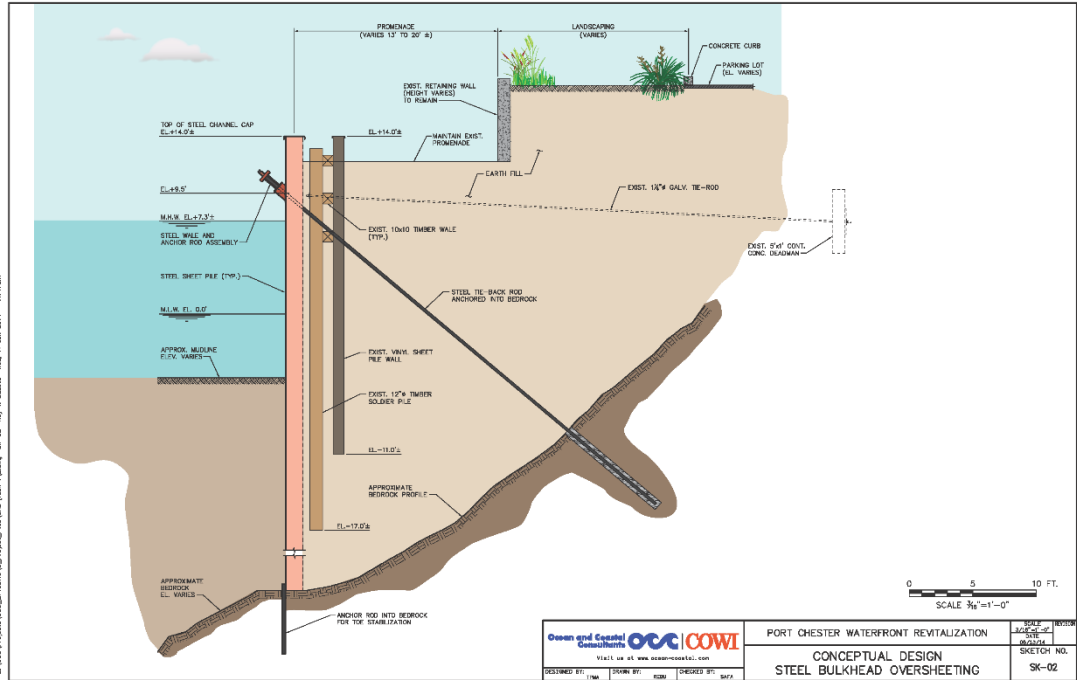 PROMENADE
(VARIES 13' TO 20' ±)
LANDSCAPING
(VARIES)
CONCRETE CURB
PARKING LOT
(EL. VARIES)
EXIST. RETAINING WALL
(HEIGHT VARIES)
TO REMAIN
TOP OF STEEL CHANNEL CAP
EL.+14.0'±
EL.+14.0'±
MAINTAIN EXIST.
PROMENADE
EARTH FILL
EL.+9.5'
M.H.W. EL.+7.3'±
STEEL WALE AND
ANCHOR ROD ASSEMBLY
EXIST. 10x10 TIMBER WALE
(TYP.)
EXIST. 5'x1' CONT.
CONC. DEADMAN
STEEL SHEET PILE (TYP.)
STEEL TIE-BACK ROD
ANCHORED INTO BEDROCK
M.L.W. EL. 0.0'
APPROX. MUDLINE
ELEV. VARIES
EXIST. VINYL SHEET
PILE WALL
EXIST. 12"ø TIMBER
SOLDIER PILE
EL.-11.0'±
APPROXIMATE
BEDROCK PROFILE
EL.-17.0'±
APPROXIMATE
BEDROCK
EL. VARIES
ANCHOR ROD INTO BEDROCK
FOR TOE STABILIZATION
0 5 10 FT.
SCALE 3/16"=1'-0"
Ocean and Coastal
Consultants
OCC | COWI
Visit us at www.ocean-coastal.com
DESIGNED BY:
DRAWN BY:
CHECKED BY:
PORT CHESTER WATERFRONT REVITALIZATION
CONCEPTUAL DESIGN
STEEL BULKHEAD OVERSHEETING
SCALE
3/16"=1'-0"
REVISION
DATE
SKETCH NO.
SK-02